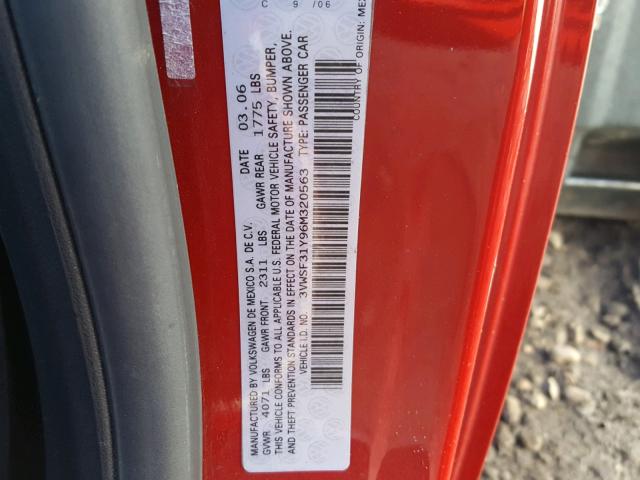 MANUFACTURED BY VOLKSWAGEN DE MEXICO S.A. DE C.V. DATE 03.06
GVWR 4071 LBS GAWR FRONT 2311 LBS GAWR REAR 1775 LBS
THIS VEHICLE CONFORMS TO ALL APPLICABLE U.S. FEDERAL MOTOR VEHICLE SAFETY, BUMPER,
AND THEFT PREVENTION STANDARDS IN EFFECT ON THE DATE OF MANUFACTURE SHOWN ABOVE.
VEHICLE I.D. NO. 3VWSF31Y96M320563 TYPE: PASSENGER CAR
COUNTRY OF ORIGIN: MEX
C 9 /06